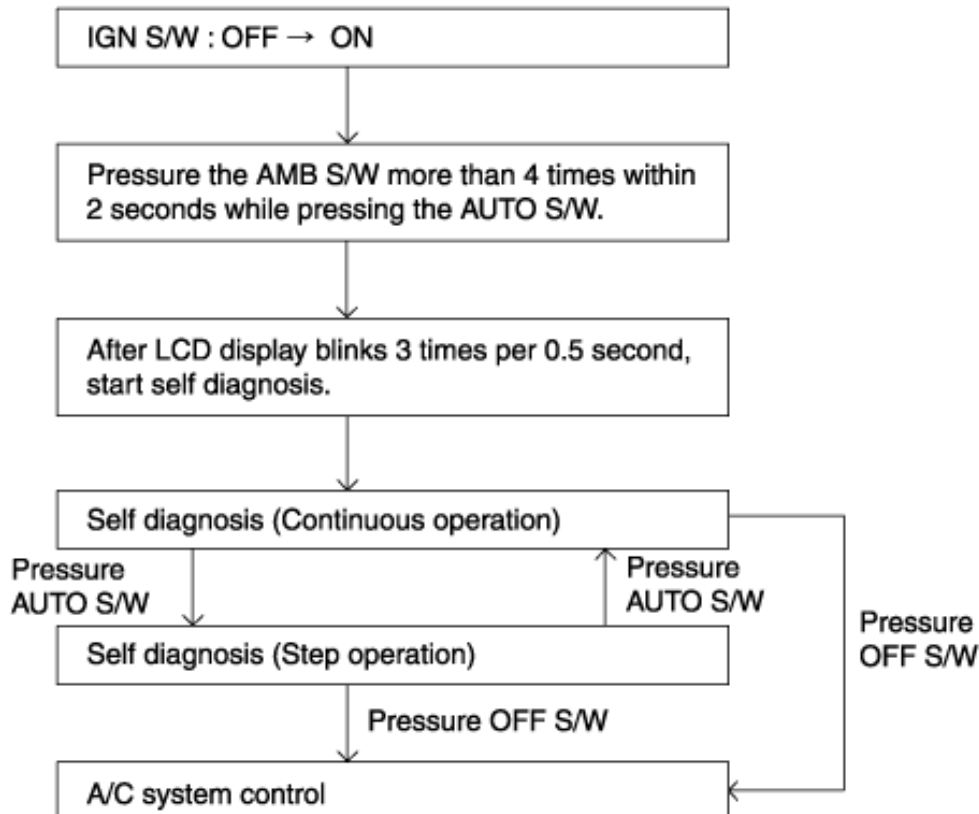 IGN S/W : OFF → ON
Pressure the AMB S/W more than 4 times within
2 seconds while pressing the AUTO S/W.
After LCD display blinks 3 times per 0.5 second,
start self diagnosis.
Self diagnosis (Continuous operation)
Pressure
AUTO S/W
Pressure
AUTO S/W
Pressure
OFF S/W
Self diagnosis (Step operation)
Pressure OFF S/W
A/C system control